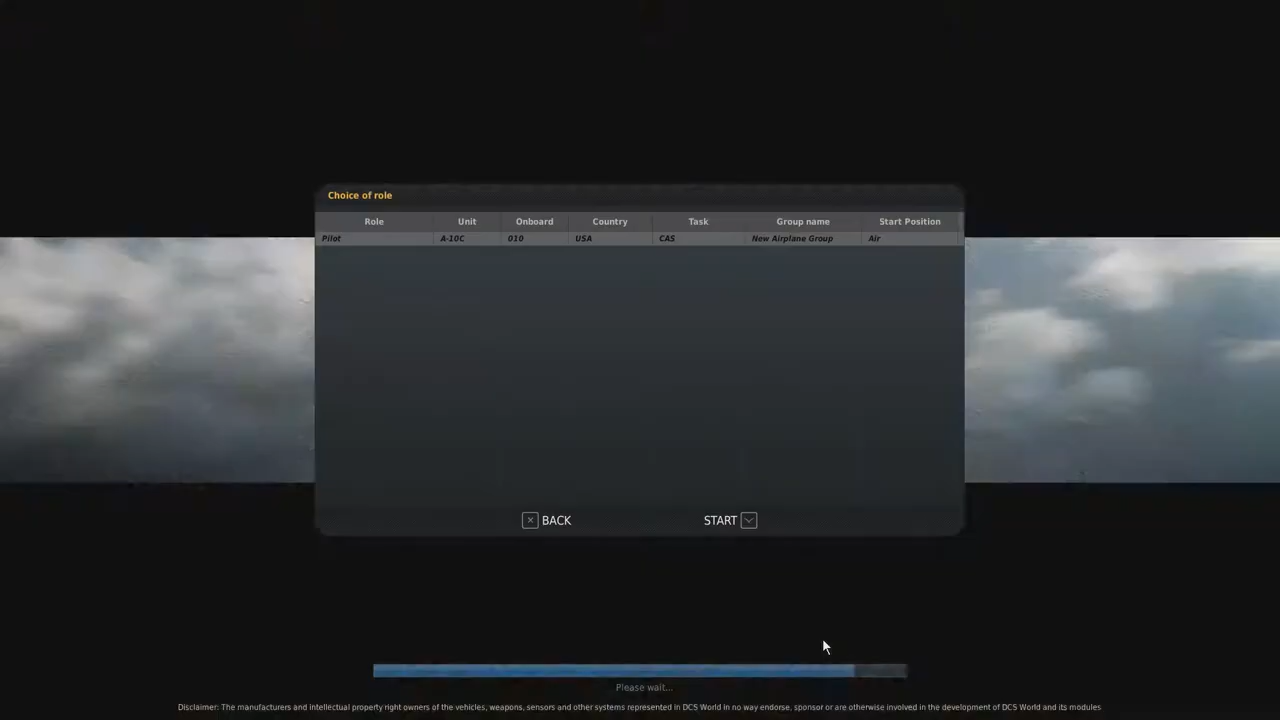 Choice of role
Role Unit Onboard Country Task Group name Start Position
Pilot A-10C 010 USA CAS New Airplane Group Air
BACK START
Please wait...
Disclaimer: The manufacturers and intellectual property right owners of the vehicles, weapons, sensors and other systems represented in DCS World in no way endorse, sponsor or are otherwise involved in the development of DCS World and its modules